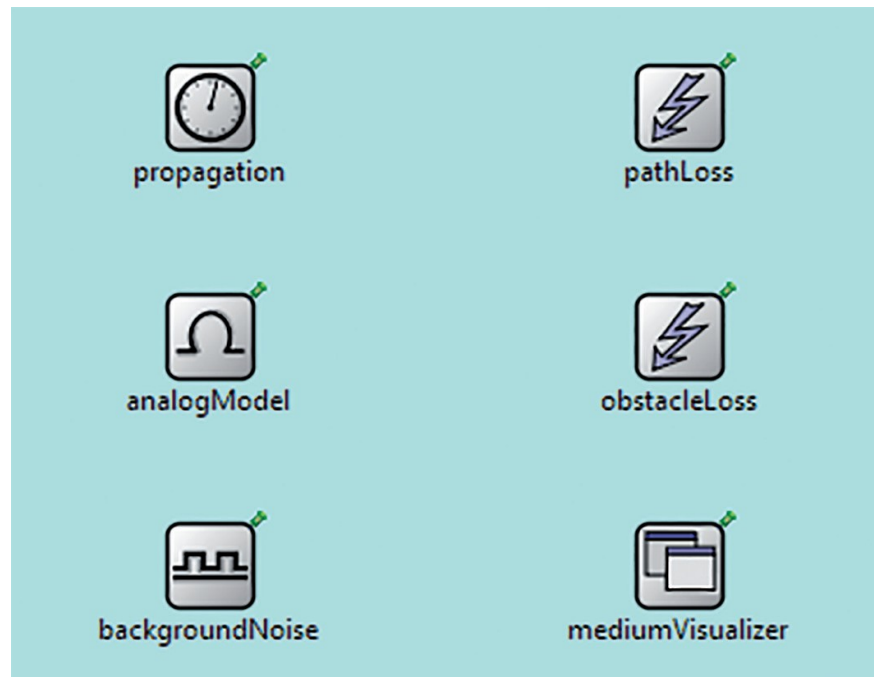 propagation
pathLoss
analogModel
obstacleLoss
backgroundNoise
mediumVisualizer